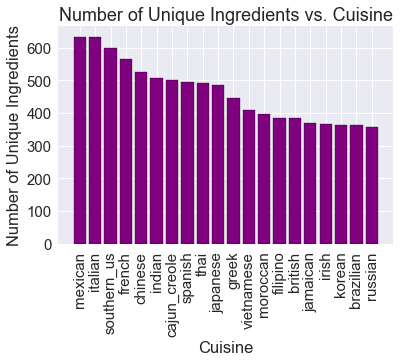 Number of Unique Ingredients vs. Cuisine
Number of Unique Ingredients
600
500
400
300
200
100
0
mexican
italian
southern_us
french
chinese
indian
cajun_creole
spanish
thai
japanese
greek
vietnamese
moroccan
filipino
british
jamaican
irish
korean
brazilian
russian
Cuisine